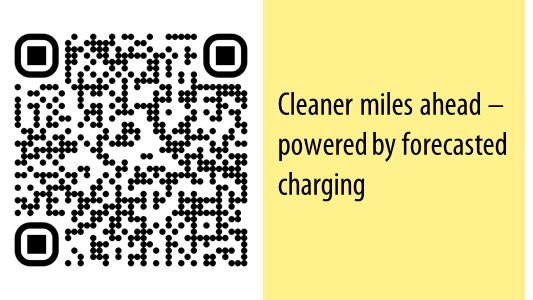 Cleaner miles ahead –
powered by forecasted
charging